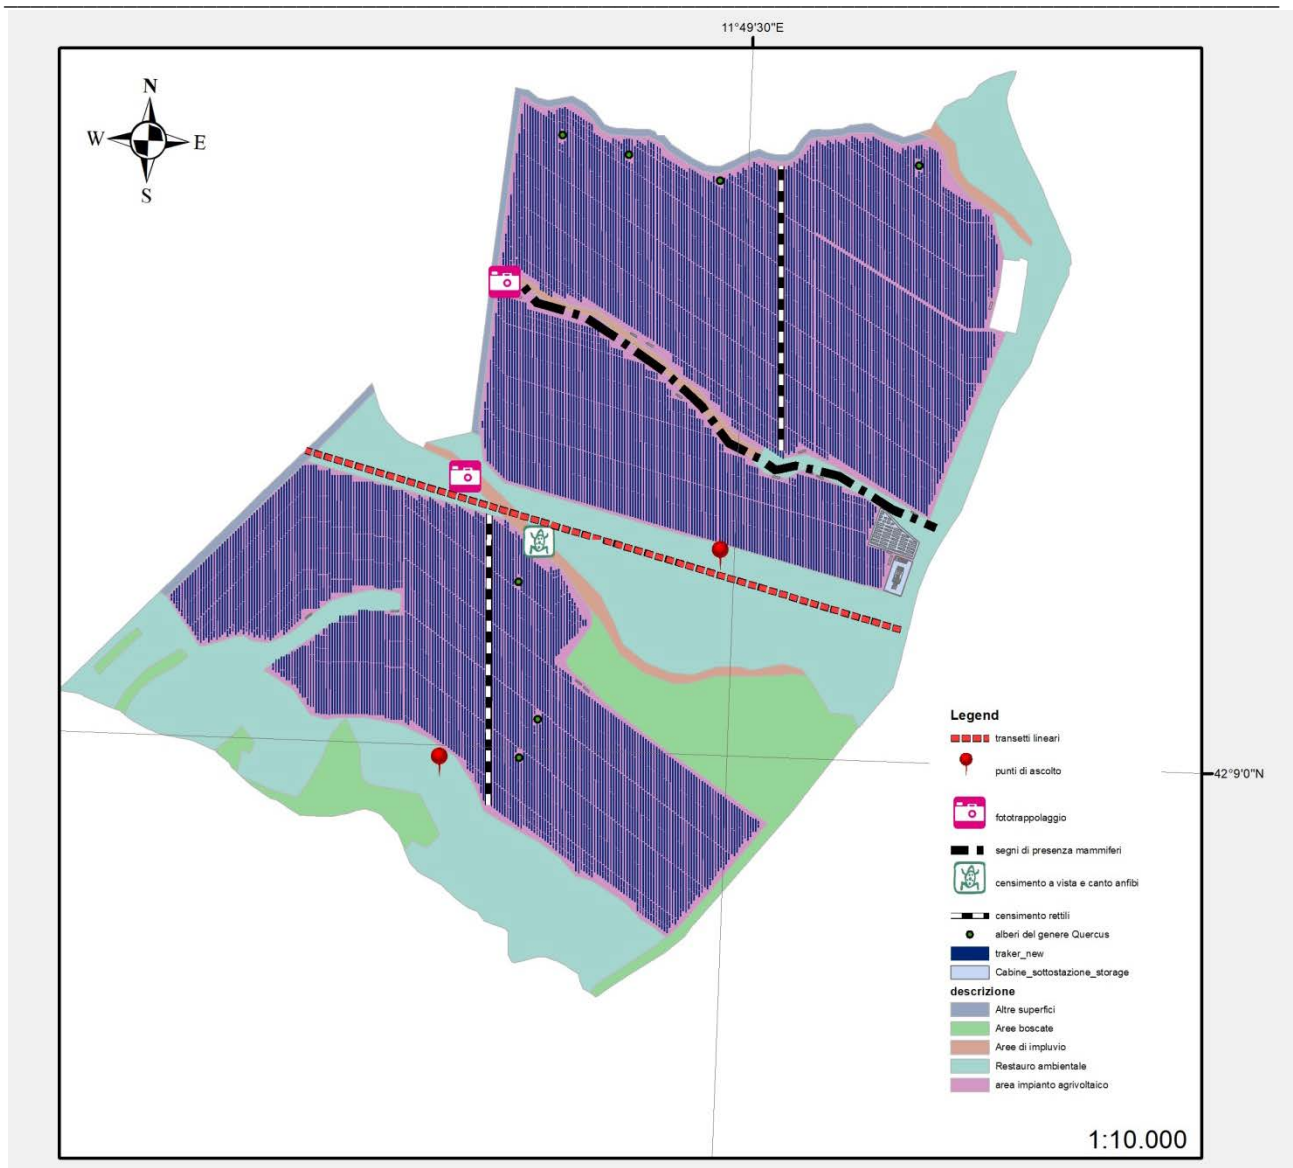 11°49'30"E
N
W E
S
Legend
transetti lineari
punti di ascolto
fototrappolaggio
segni di presenza mammiferi
censimento a vista e canto anfibi
censimento rettili
alberi del genere Quercus
traker_new
Cabine_sottostazione_storage
descrizione
Altre superfici
Aree boscate
Aree di impluvio
Restauro ambientale
area impianto agrivoltaico
42°9'0"N
1:10.000